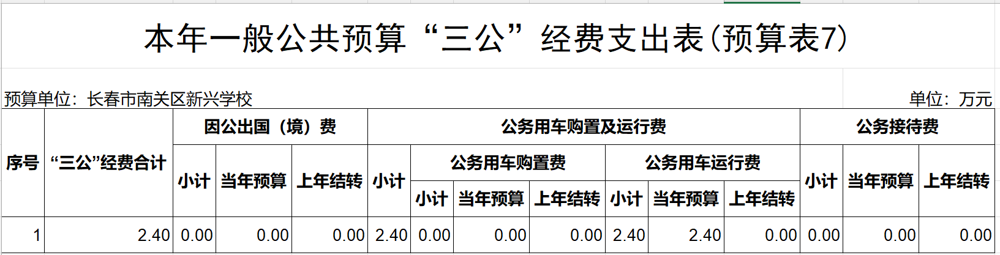 本年一般公共预算“三公”经费支出表(预算表7)
预算单位：长春市南关区新兴学校 单位：万元
因公出国（境）费 公务用车购置及运行费 公务接待费
序号 “三公”经费合计 公务用车购置费 公务用车运行费
小计 当年预算 上年结转 小计 小计 当年预算 上年结转
小计 当年预算 上年结转 小计 当年预算 上年结转
1 2.40 0.00 0.00 0.00 2.40 0.00 0.00 0.00 2.40 2.40 0.00 0.00 0.00 0.00